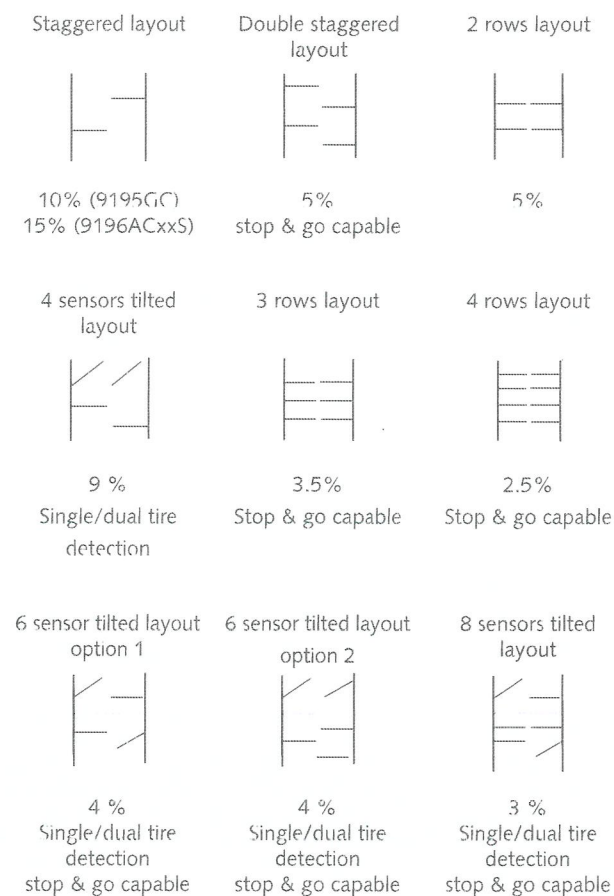 Staggered layout
Double staggered
layout
2 rows layout
10% (9195GC)
15% (9196ACxxS)
5%
stop & go capable
5%
4 sensors tilted
layout
3 rows layout
4 rows layout
9 %
Single/dual tire
detection
3.5%
Stop & go capable
2.5%
Stop & go capable
6 sensor tilted layout
option 1
6 sensor tilted layout
option 2
8 sensors tilted
layout
4 %
Single/dual tire
detection
stop & go capable
4 %
Single/dual tire
detection
stop & go capable
3 %
Single/dual tire
detection
stop & go capable